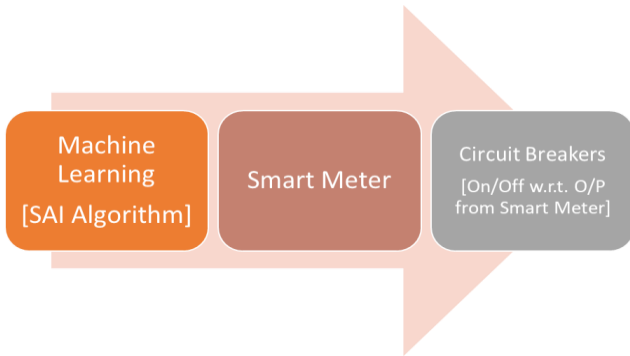 Machine
Learning
[SAI Algorithm]
Smart Meter
Circuit Breakers
[On/Off w.r.t. O/P
from Smart Meter]